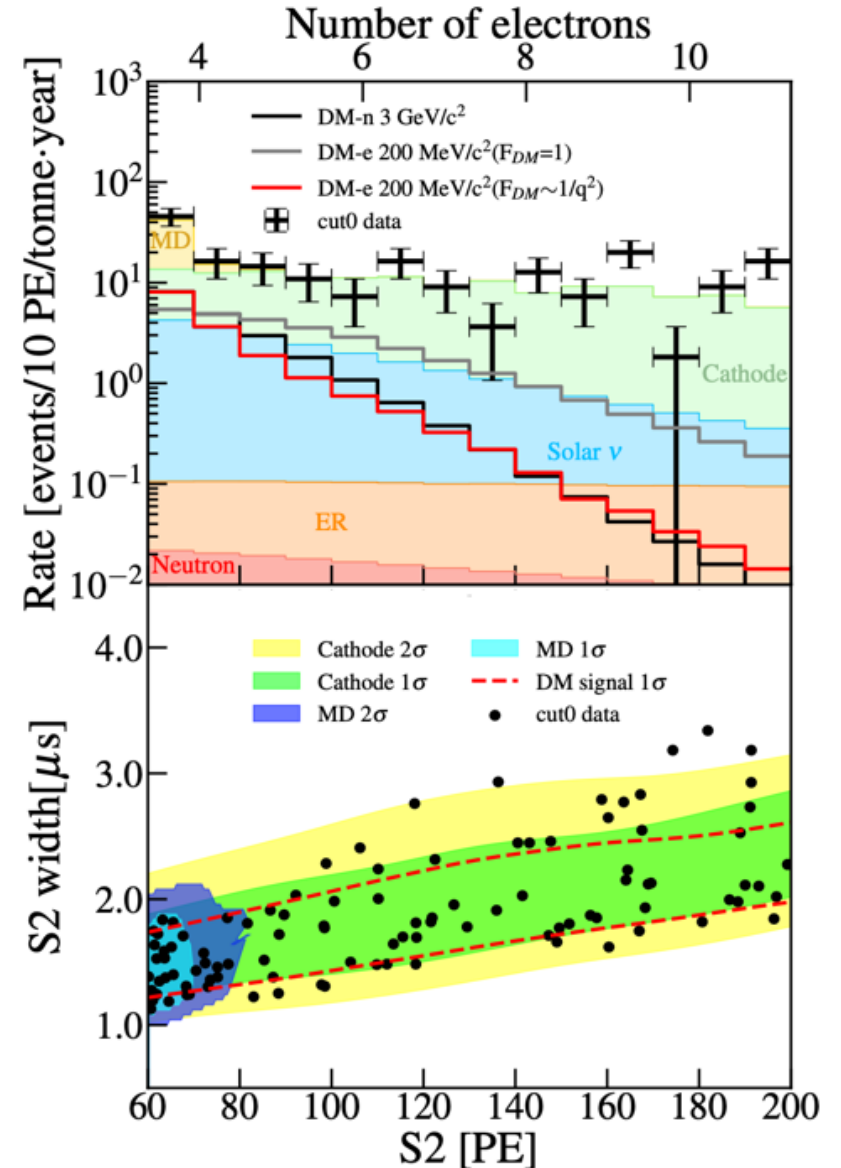 Number of electrons
4 6 8 10
Rate [events/10 PE/tonne·year]
10³
10²
10¹
10⁰
10⁻¹
10⁻²
DM-n 3 GeV/c²
DM-e 200 MeV/c²(F_DM=1)
DM-e 200 MeV/c²(F_DM~1/q²)
cut0 data
MD
Cathode
Solar ν
ER
Neutron
S2 width[μs]
4.0
3.0
2.0
1.0
Cathode 2σ
Cathode 1σ
MD 2σ
MD 1σ
DM signal 1σ
cut0 data
60 80 100 120 140 160 180 200
S2 [PE]